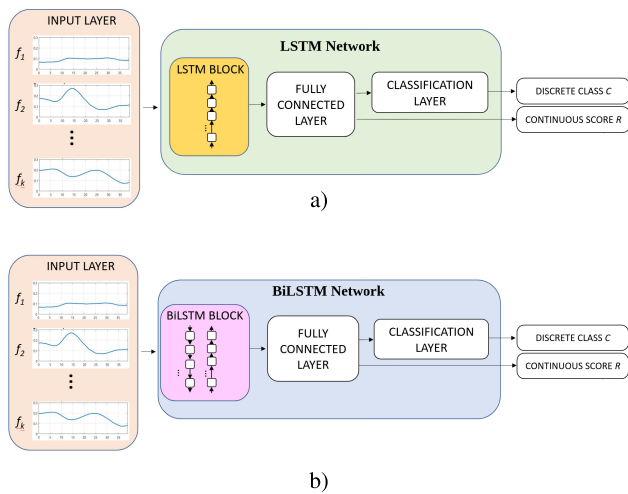 INPUT LAYER
f1
f2
fk
LSTM Network
LSTM BLOCK
FULLY
CONNECTED
LAYER
CLASSIFICATION
LAYER
DISCRETE CLASS C
CONTINUOUS SCORE R
a)
INPUT LAYER
f1
f2
fk
BiLSTM Network
BiLSTM BLOCK
FULLY
CONNECTED
LAYER
CLASSIFICATION
LAYER
DISCRETE CLASS C
CONTINUOUS SCORE R
b)